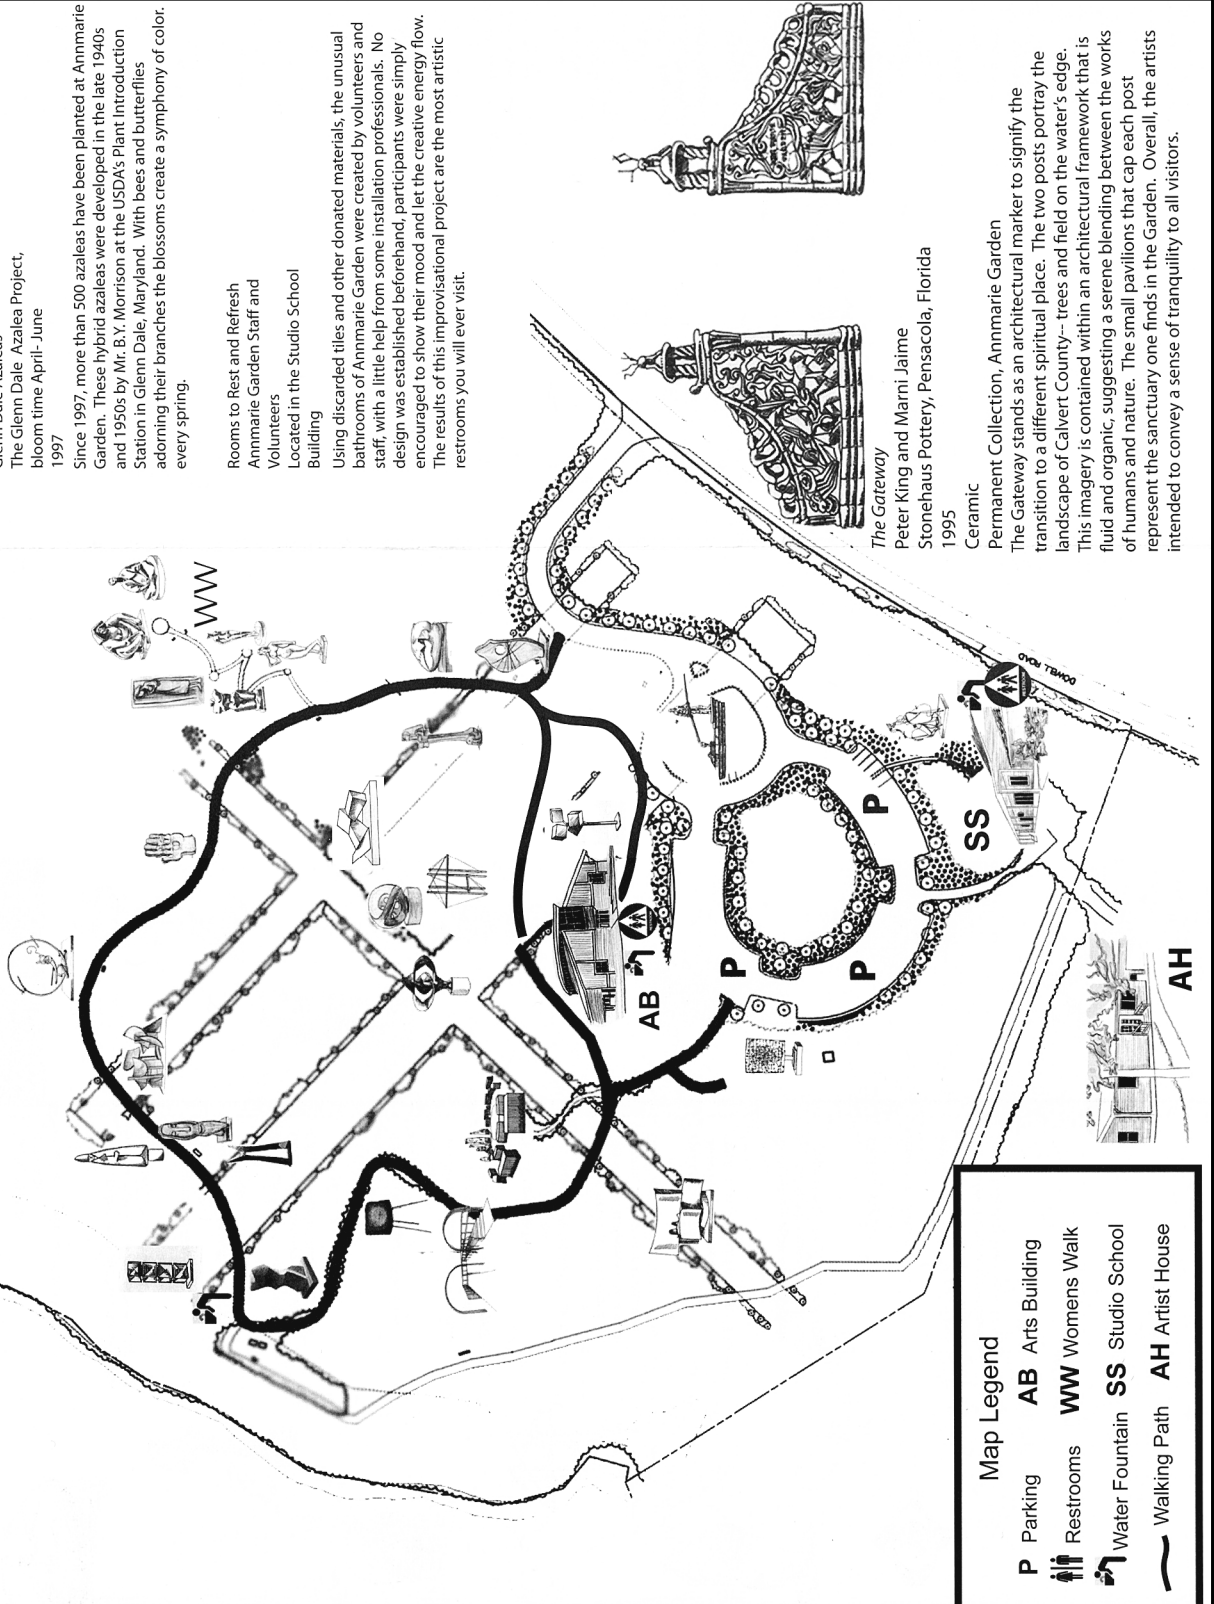 Glenn Dale Azaleas
The Glenn Dale Azalea Project,
bloom time April- June
1997
Since 1997, more than 500 azaleas have been planted at Annmarie
Garden. These hybrid azaleas were developed in the late 1940s
and 1950s by Mr. B.Y. Morrison at the USDA's Plant Introduction
Station in Glenn Dale, Maryland. With bees and butterflies
adorning their branches the blossoms create a symphony of color.
every spring.
Rooms to Rest and Refresh
Annmarie Garden Staff and
Volunteers
Located in the Studio School
Building
Using discarded tiles and other donated materials, the unusual
bathrooms of Annmarie Garden were created by volunteers and
staff, with a little help from some installation professionals. No
design was established beforehand, participants were simply
encouraged to show their mood and let the creative energy flow.
The results of this improvisational project are the most artistic
restrooms you will ever visit.
The Gateway
Peter King and Marni Jaime
Stonehaus Pottery, Pensacola, Florida
1995
Ceramic
Permanent Collection, Annmarie Garden
The Gateway stands as an architectural marker to signify the
transition to a different spiritual place. The two posts portray the
landscape of Calvert County-- trees and field on the water's edge.
This imagery is contained within an architectural framework that is
fluid and organic, suggesting a serene blending between the works
of humans and nature. The small pavilions that cap each post
represent the sanctuary one finds in the Garden. Overall, the artists
intended to convey a sense of tranquility to all visitors.
WW
AB
P
P
P
SS
DOWELL ROAD
AH
Map Legend
P Parking
AB Arts Building
Restrooms
WW Womens Walk
Water Fountain
SS Studio School
Walking Path
AH Artist House